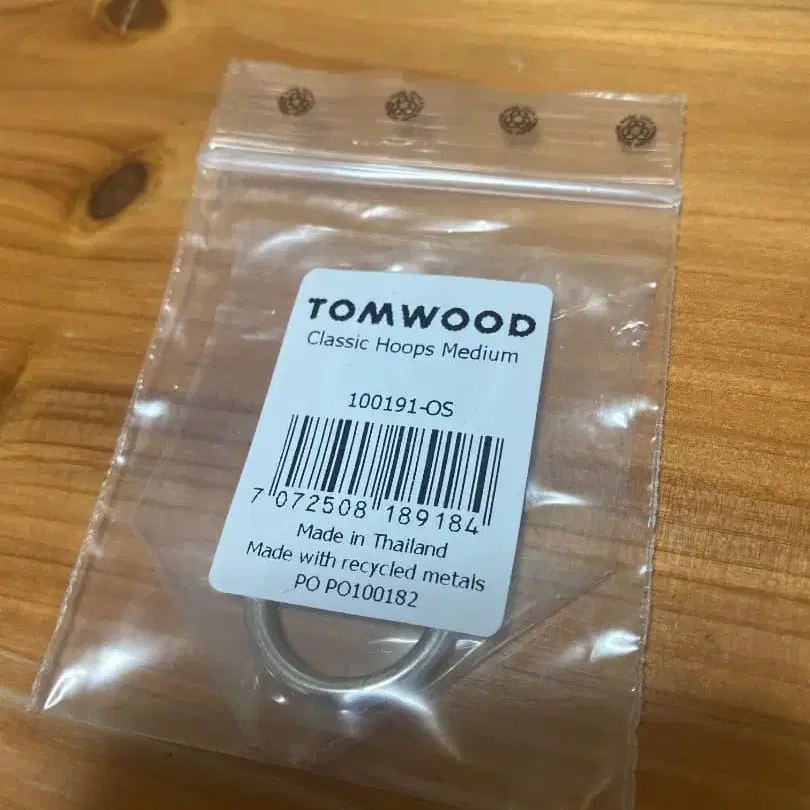 TOMWOOD
Classic Hoops Medium
100191-OS
7 072508 189184
Made in Thailand
Made with recycled metals
PO PO100182